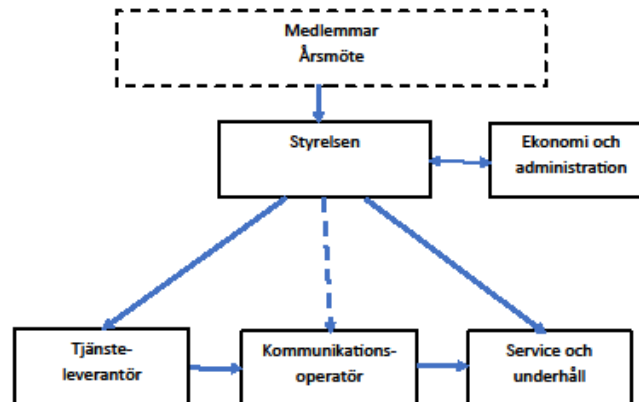 Medlemmar
Årsmöte
Styrelsen
Ekonomi och
administration
Tjänste-
leverantör
Kommunikations-
operatör
Service och
underhåll